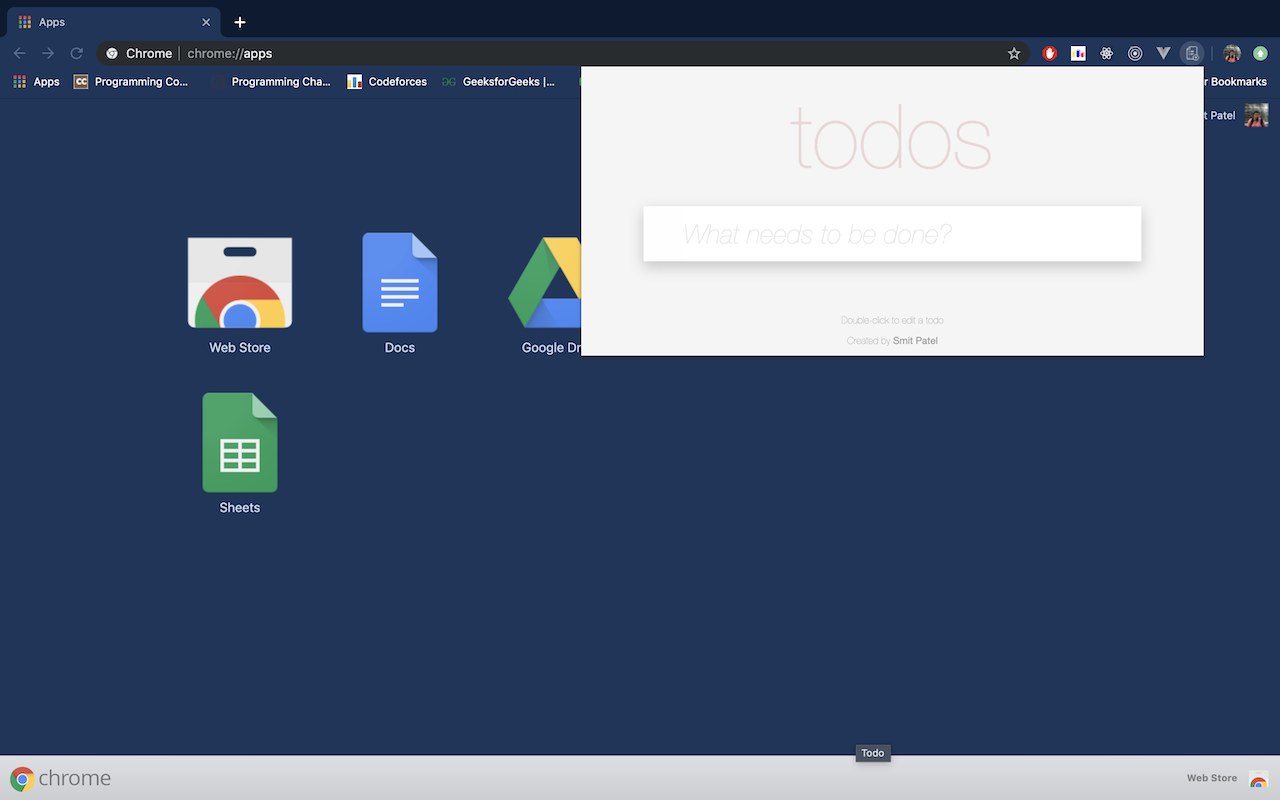 Apps
Chrome | chrome://apps
Apps
CC
Programming Co...
Programming Cha...
Codeforces
GeeksforGeeks |...
r Bookmarks
t Patel
todos
What needs to be done?
Double-click to edit a todo
Created by Smit Patel
Web Store
Docs
Google Dr
Sheets
Todo
chrome
Web Store